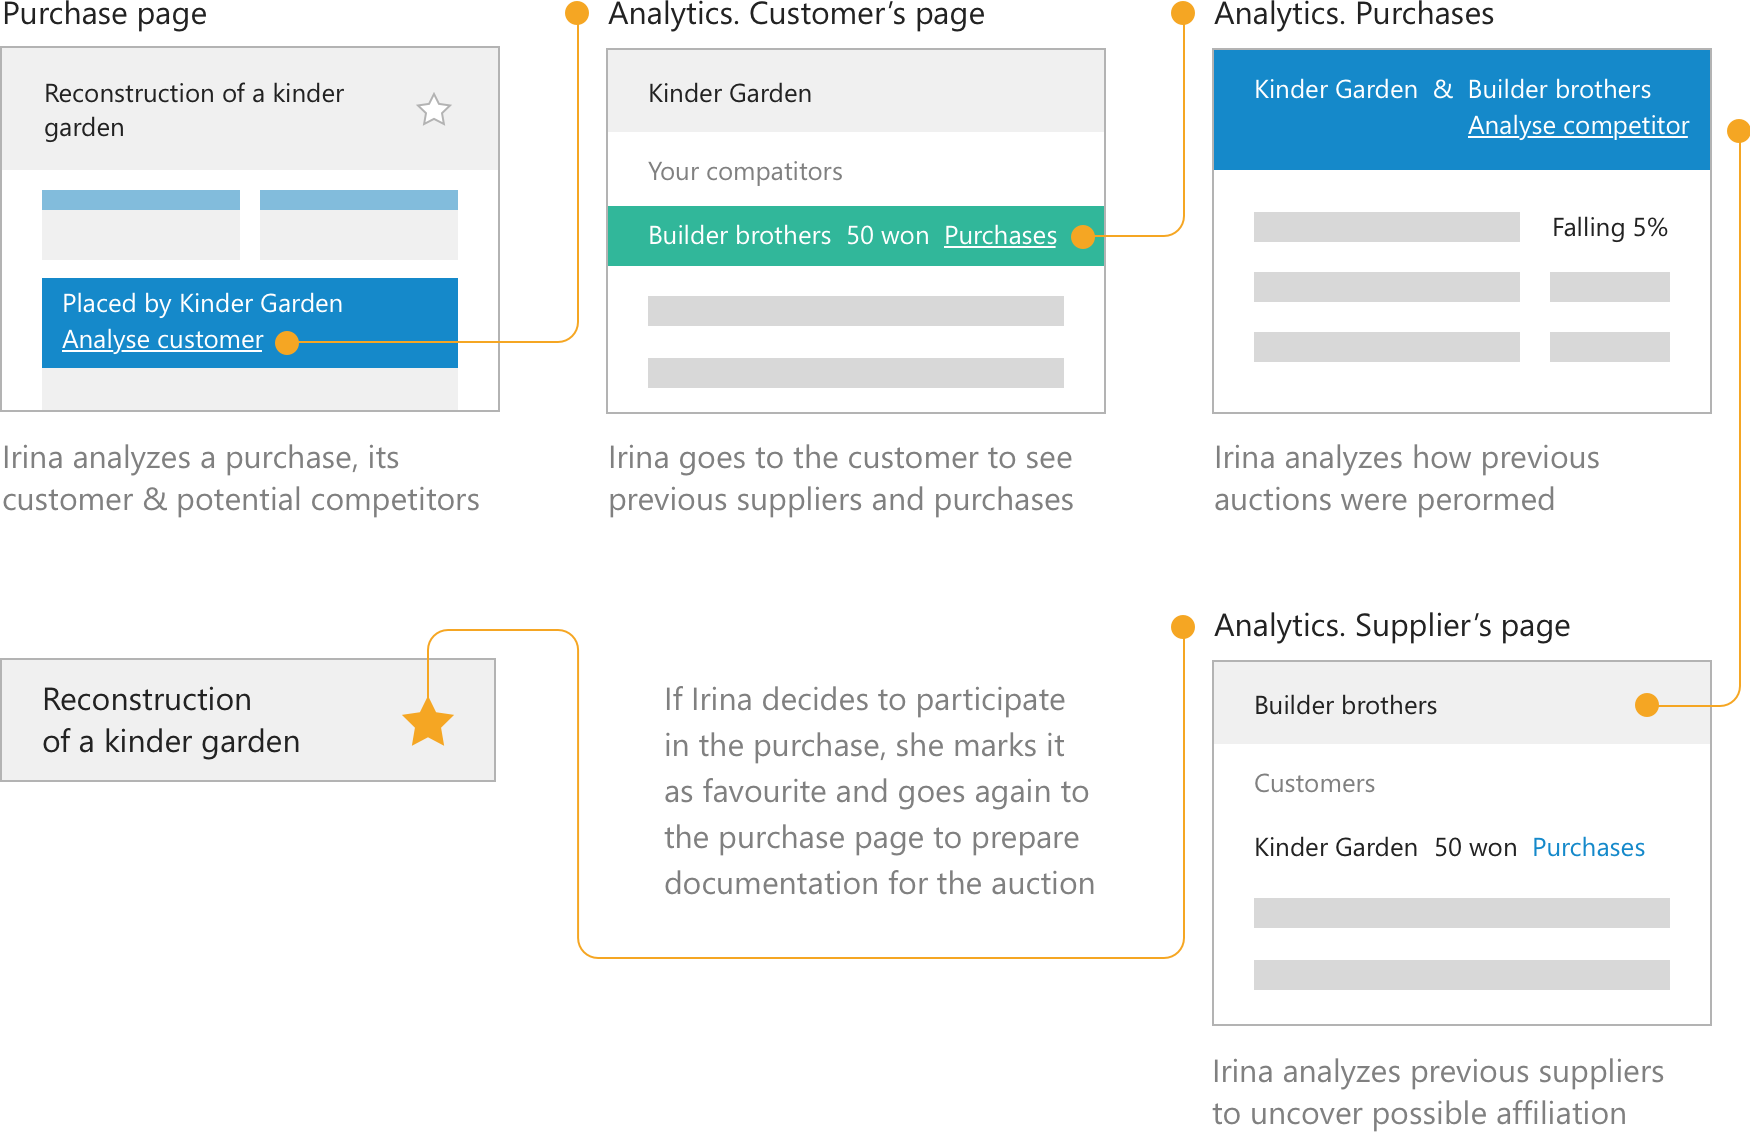 Purchase page
Reconstruction of a kinder
garden
Placed by Kinder Garden
Analyse customer
Irina analyzes a purchase, its
customer & potential competitors
Analytics. Customer’s page
Kinder Garden
Your compatitors
Builder brothers 50 won Purchases
Irina goes to the customer to see
previous suppliers and purchases
Analytics. Purchases
Kinder Garden & Builder brothers
Analyse competitor
Falling 5%
Irina analyzes how previous
auctions were perormed
Analytics. Supplier’s page
Builder brothers
Customers
Kinder Garden 50 won Purchases
Irina analyzes previous suppliers
to uncover possible affiliation
If Irina decides to participate
in the purchase, she marks it
as favourite and goes again to
the purchase page to prepare
documentation for the auction
Reconstruction
of a kinder garden